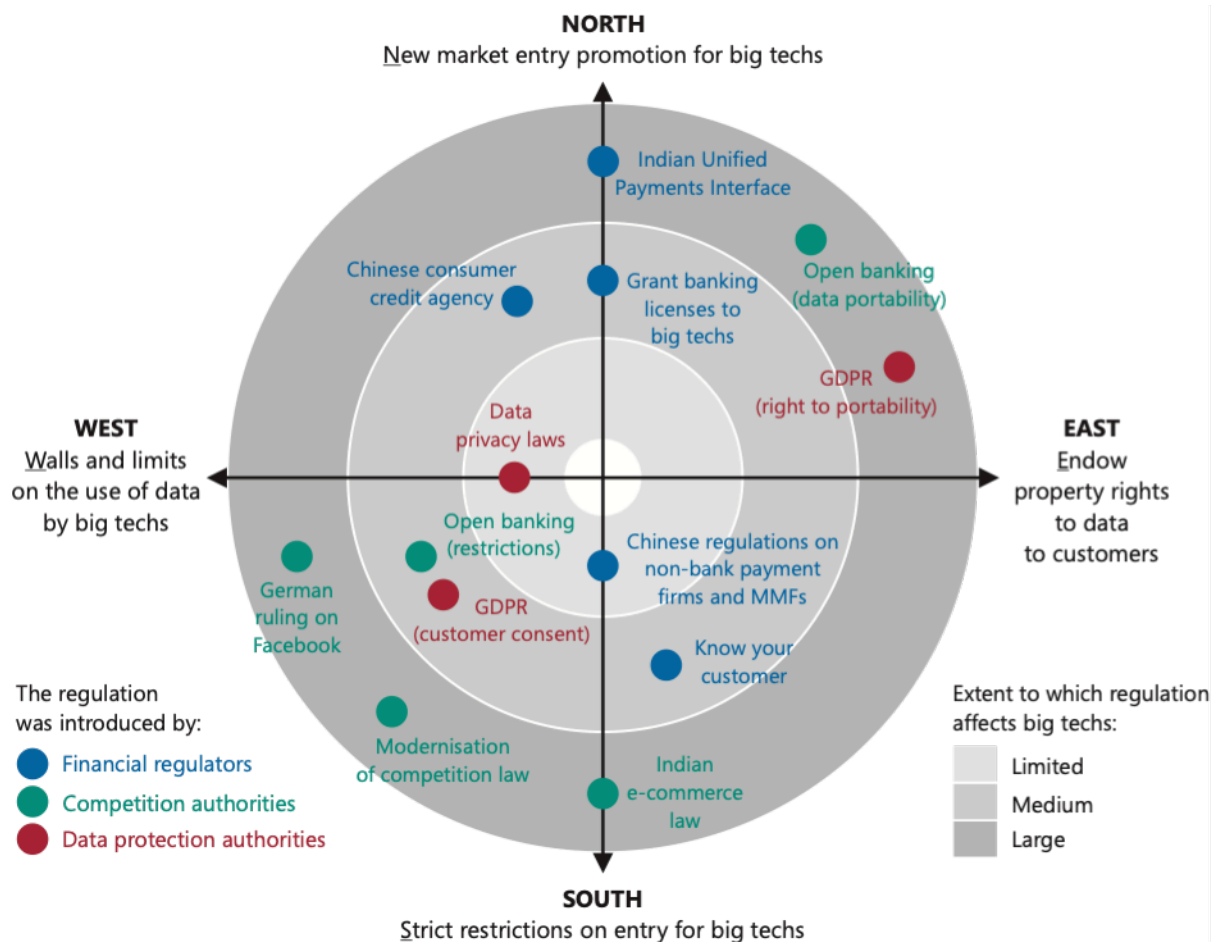 NORTH
New market entry promotion for big techs
Indian Unified
Payments Interface
Open banking
(data portability)
Chinese consumer
credit agency
Grant banking
licenses to
big techs
GDPR
(right to portability)
Data
privacy laws
WEST
Walls and limits
on the use of data
by big techs
EAST
Endow
property rights
to data
to customers
Open banking
(restrictions)
Chinese regulations on
non-bank payment
firms and MMFs
German
ruling on
Facebook
GDPR
(customer consent)
Know your
customer
Modernisation
of competition law
Indian
e-commerce
law
The regulation
was introduced by:
Financial regulators
Competition authorities
Data protection authorities
Extent to which regulation
affects big techs:
Limited
Medium
Large
SOUTH
Strict restrictions on entry for big techs